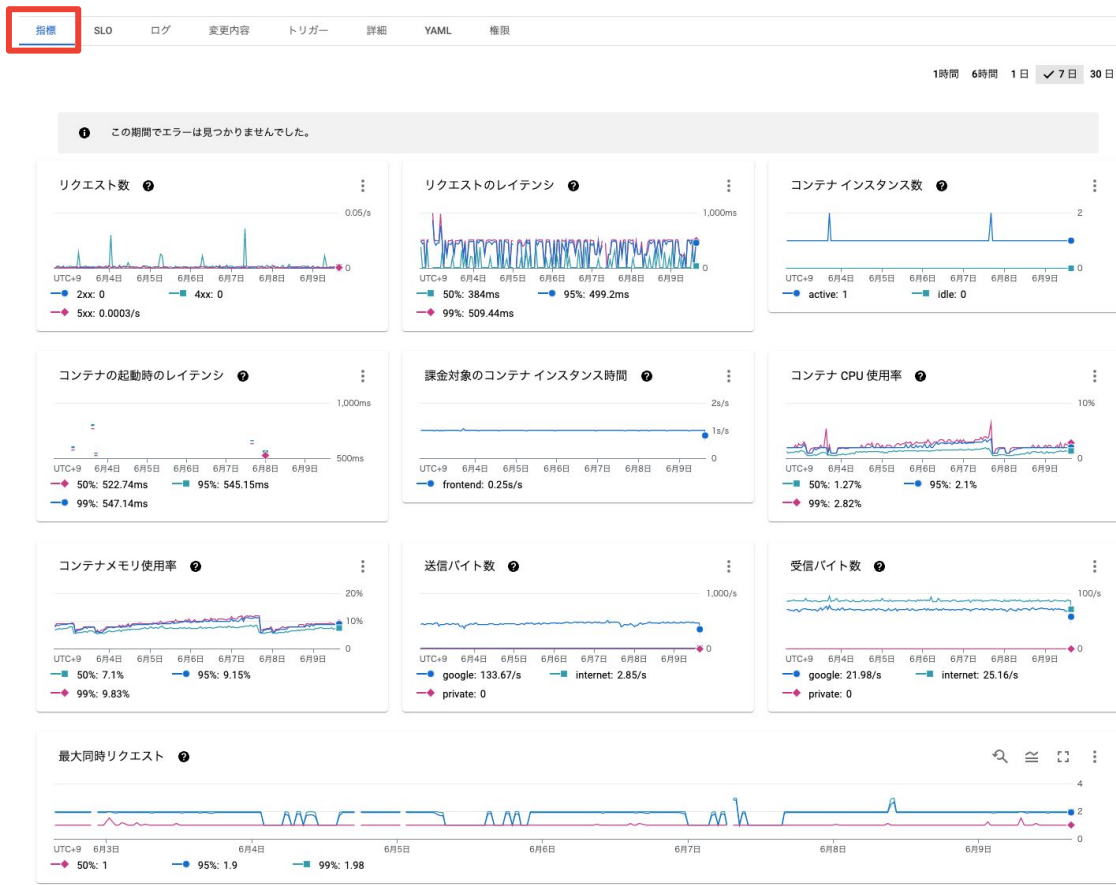 指標 SLO ログ 変更内容 トリガー 詳細 YAML 権限
1時間 6時間 1日 7日 30日
この期間でエラーは見つかりませんでした。
リクエスト数
0.05/s
0
UTC+9 6月4日 6月5日 6月6日 6月7日 6月8日 6月9日
2xx: 0 4xx: 0
5xx: 0.0003/s
リクエストのレイテンシ
1,000ms
0
UTC+9 6月4日 6月5日 6月6日 6月7日 6月8日 6月9日
50%: 384ms 95%: 499.2ms
99%: 509.44ms
コンテナ インスタンス数
2
0
UTC+9 6月4日 6月5日 6月6日 6月7日 6月8日 6月9日
active: 1 idle: 0
コンテナの起動時のレイテンシ
1,000ms
500ms
UTC+9 6月4日 6月5日 6月6日 6月7日 6月8日 6月9日
50%: 522.74ms 95%: 545.15ms
99%: 547.14ms
課金対象のコンテナ インスタンス時間
2s/s
1s/s
0
UTC+9 6月4日 6月5日 6月6日 6月7日 6月8日 6月9日
frontend: 0.25s/s
コンテナ CPU 使用率
10%
0
UTC+9 6月4日 6月5日 6月6日 6月7日 6月8日 6月9日
50%: 1.27% 95%: 2.1%
99%: 2.82%
コンテナメモリ使用率
20%
10%
0
UTC+9 6月4日 6月5日 6月6日 6月7日 6月8日 6月9日
50%: 7.1% 95%: 9.15%
99%: 9.83%
送信バイト数
1,000/s
0
UTC+9 6月4日 6月5日 6月6日 6月7日 6月8日 6月9日
google: 133.67/s internet: 2.85/s
private: 0
受信バイト数
100/s
0
UTC+9 6月4日 6月5日 6月6日 6月7日 6月8日 6月9日
google: 21.98/s internet: 25.16/s
private: 0
最大同時リクエスト
4
2
0
UTC+9 6月3日 6月4日 6月5日 6月6日 6月7日 6月8日 6月9日
50%: 1 95%: 1.9 99%: 1.98